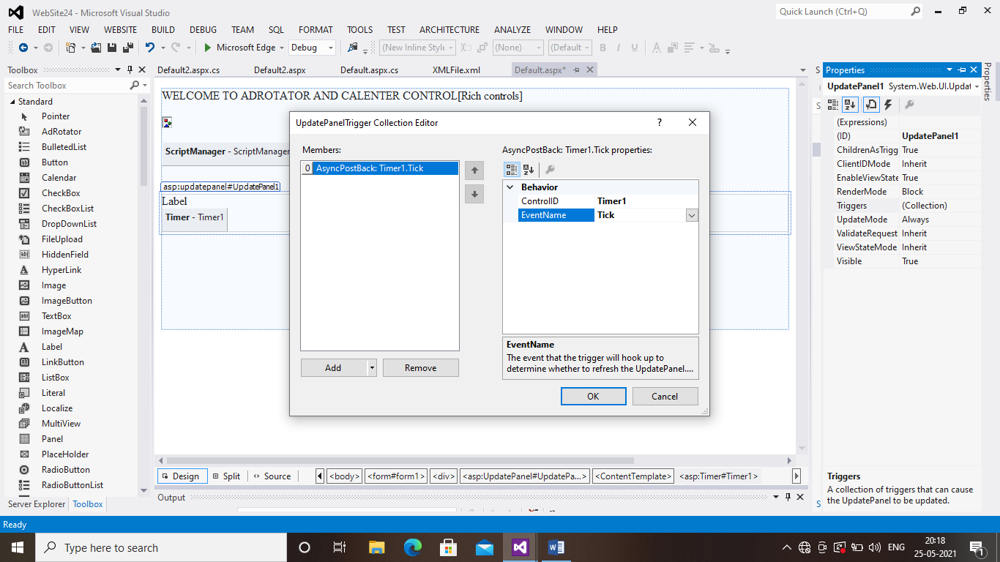 WebSite24 - Microsoft Visual Studio
Quick Launch (Ctrl+Q)
FILE EDIT VIEW WEBSITE BUILD DEBUG TEAM SQL FORMAT TOOLS TEST ARCHITECTURE ANALYZE WINDOW HELP
Microsoft Edge Debug (New Inline Style (None) (Default B I U A
Toolbox
Default2.aspx.cs Default2.aspx Default.aspx.cs XMLFile.xml Default.aspx*
Search Toolbox
Standard
Pointer
AdRotator
BulletedList
Button
Calendar
CheckBox
CheckBoxList
DropDownList
FileUpload
HiddenField
HyperLink
Image
ImageButton
TextBox
ImageMap
Label
LinkButton
ListBox
Literal
Localize
MultiView
Panel
PlaceHolder
RadioButton
RadioButtonList
Server Explorer Toolbox
WELCOME TO ADROTATOR AND CALENTER CONTROL[Rich controls]
ScriptManager - ScriptManager
asp:updatepanel#UpdatePanel1
Label
Timer - Timer1
UpdatePanelTrigger Collection Editor
?
Members:
0 AsyncPostBack: Timer1.Tick
Add
Remove
AsyncPostBack: Timer1.Tick properties:
Behavior
ControlID Timer1
EventName Tick
EventName
The event that the trigger will hook up to
determine whether to refresh the UpdatePanel....
OK
Cancel
Design Split Source
<body> <form#form1> <div> <asp:UpdatePanel#UpdatePa...> <ContentTemplate> <asp:Timer#Timer1>
Output
S
S
S
Properties
Properties
UpdatePanel1 System.Web.UI.Updat
(Expressions)
(ID) UpdatePanel1
ChildrenAsTrigg True
ClientIDMode Inherit
EnableViewState True
RenderMode Block
Triggers (Collection)
UpdateMode Always
ValidateRequest Inherit
ViewStateMode Inherit
Visible True
Triggers
A collection of triggers that can cause
the UpdatePanel to be updated.
Ready
Type here to search
ENG
20:18
25-05-2021
1